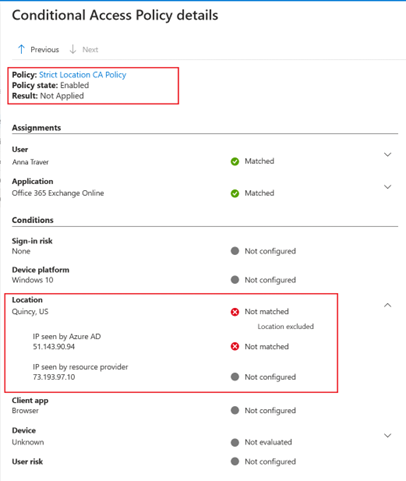 Conditional Access Policy details
↑ Previous ↓ Next
Policy: Strict Location CA Policy
Policy state: Enabled
Result: Not Applied
Assignments
User
Anna Traver Matched
Application
Office 365 Exchange Online Matched
Conditions
Sign-in risk
None Not configured
Device platform
Windows 10 Not configured
Location
Quincy, US Not matched
Location excluded
IP seen by Azure AD
51.143.90.94 Not matched
IP seen by resource provider
73.193.97.10 Not configured
Client app
Browser Not configured
Device
Unknown Not evaluated
User risk Not configured